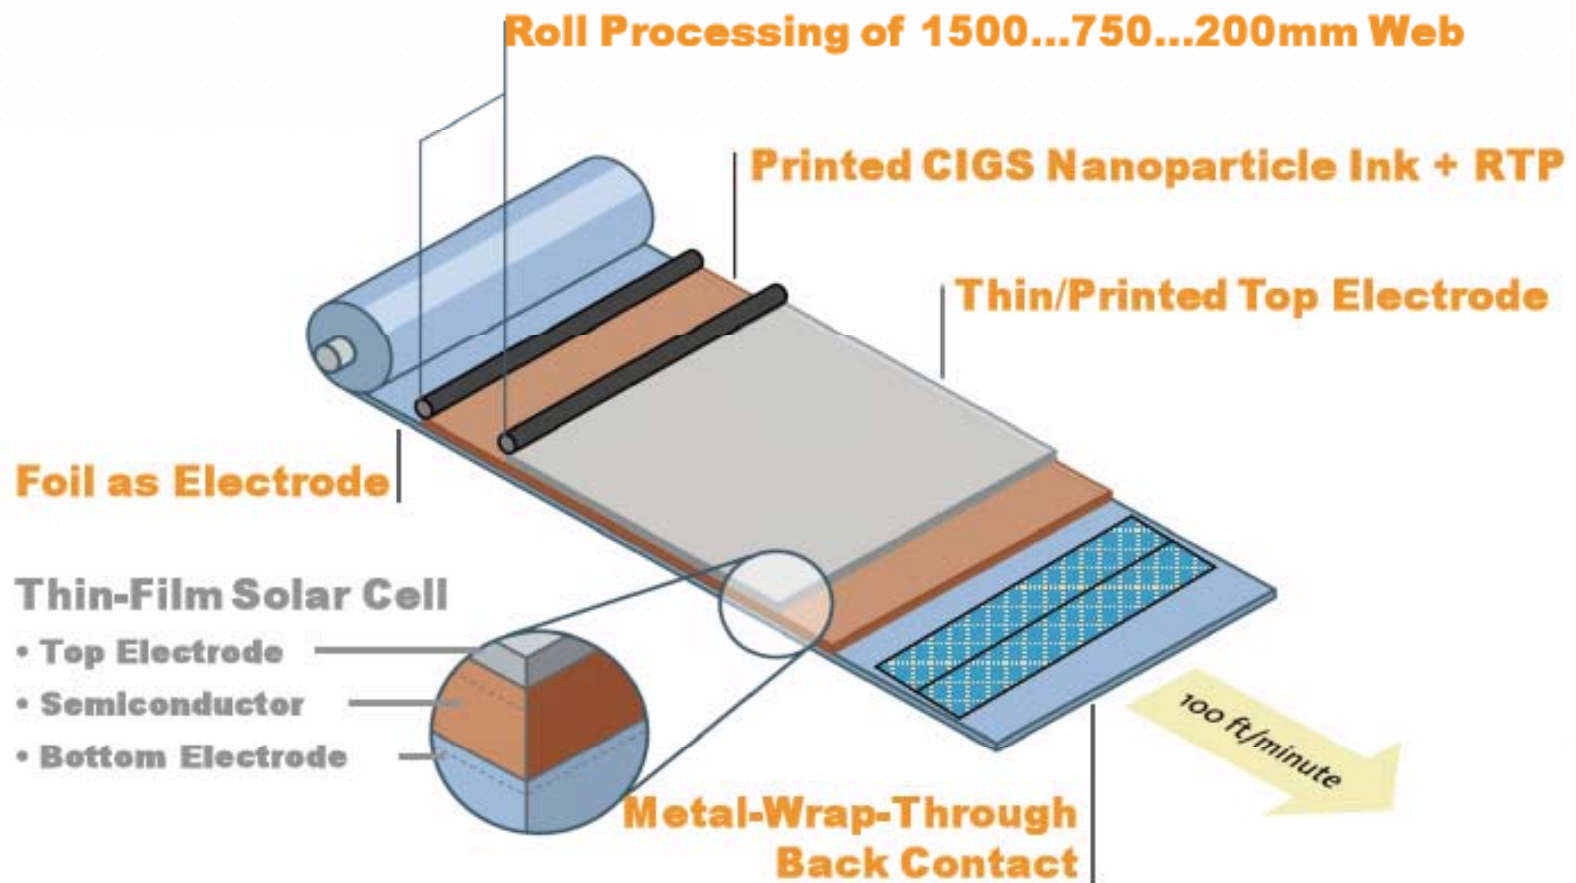 Roll Processing of 1500...750...200mm Web
Printed CIGS Nanoparticle Ink + RTP
Thin/Printed Top Electrode
Foil as Electrode
Thin-Film Solar Cell
• Top Electrode
• Semiconductor
• Bottom Electrode
100 ft/minute
Metal-Wrap-Through
Back Contact